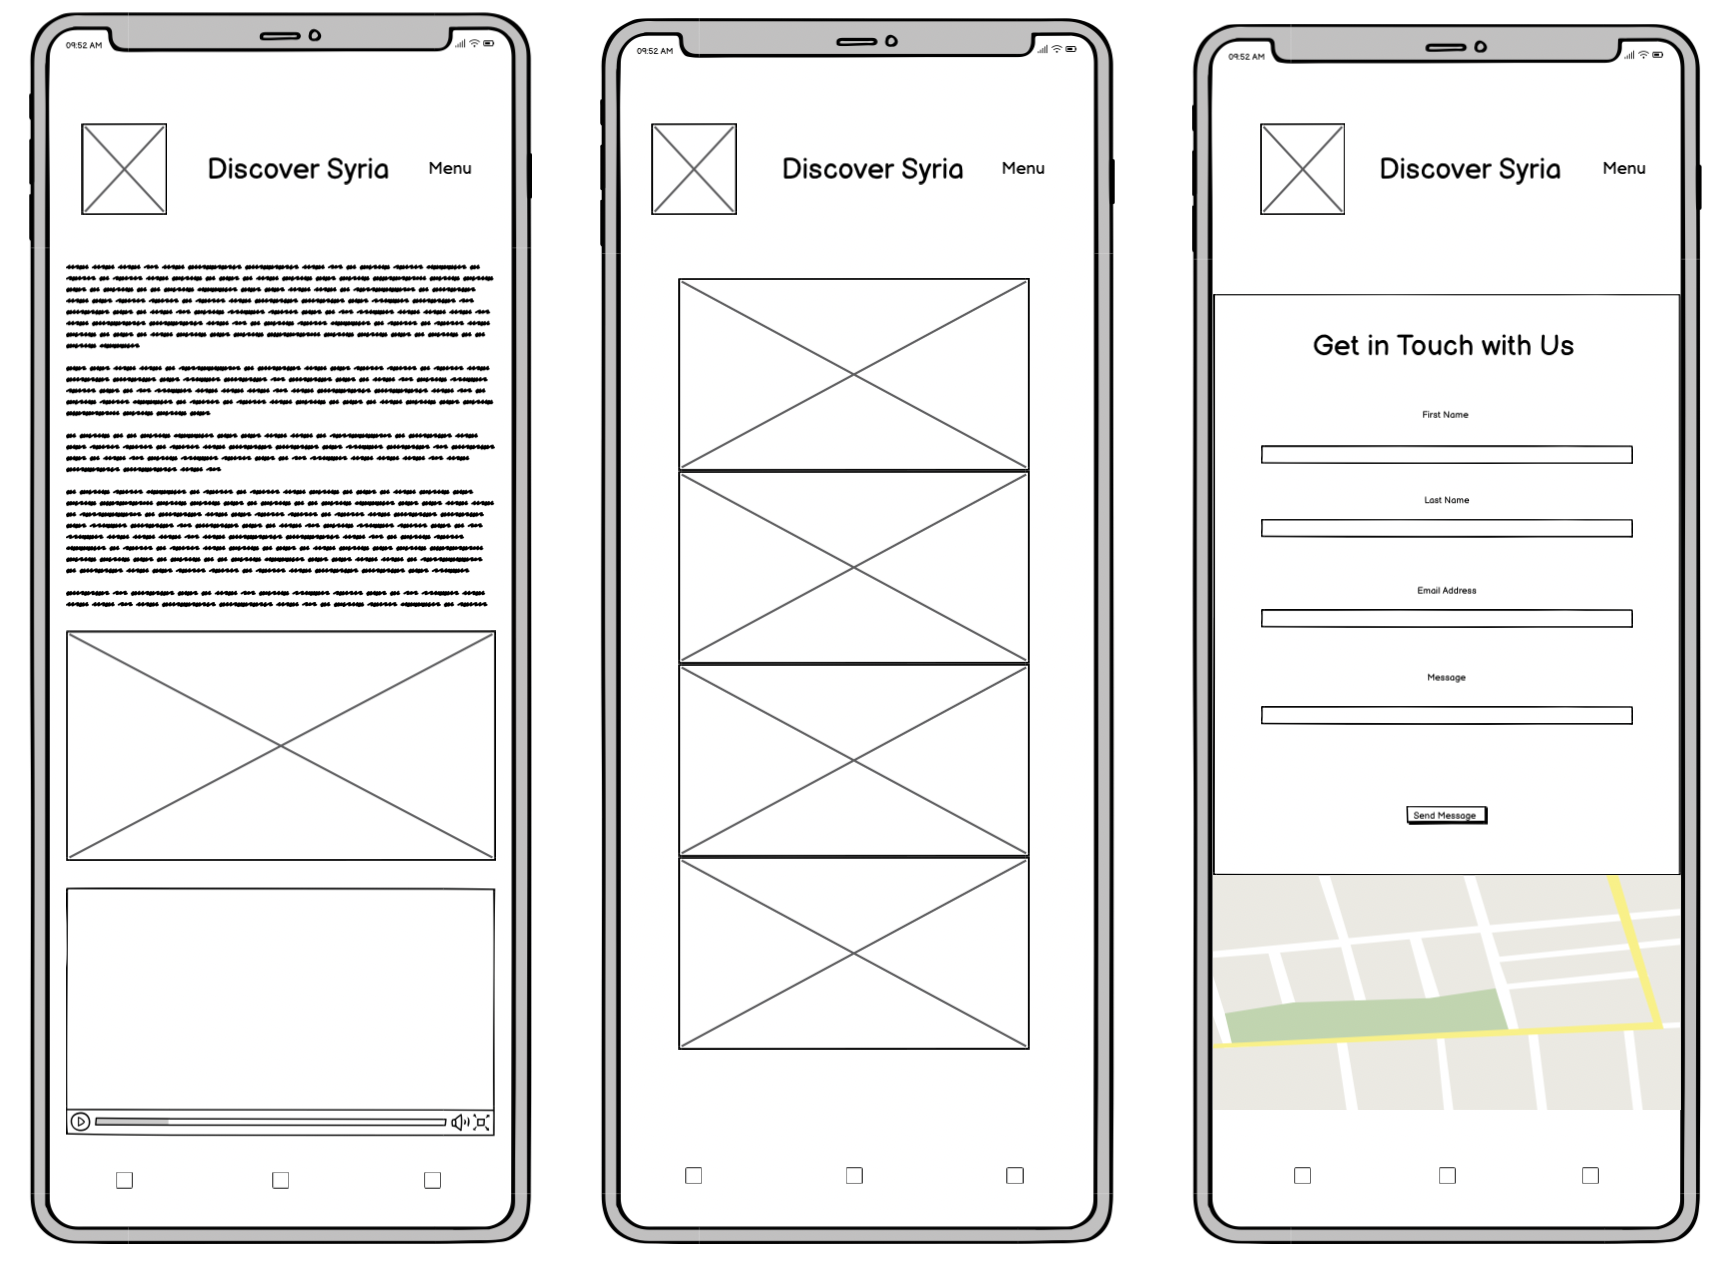 09:52 AM
Discover Syria
Menu
09:52 AM
Discover Syria
Menu
09:52 AM
Discover Syria
Menu
Get in Touch with Us
First Name
Last Name
Email Address
Message
Send Message